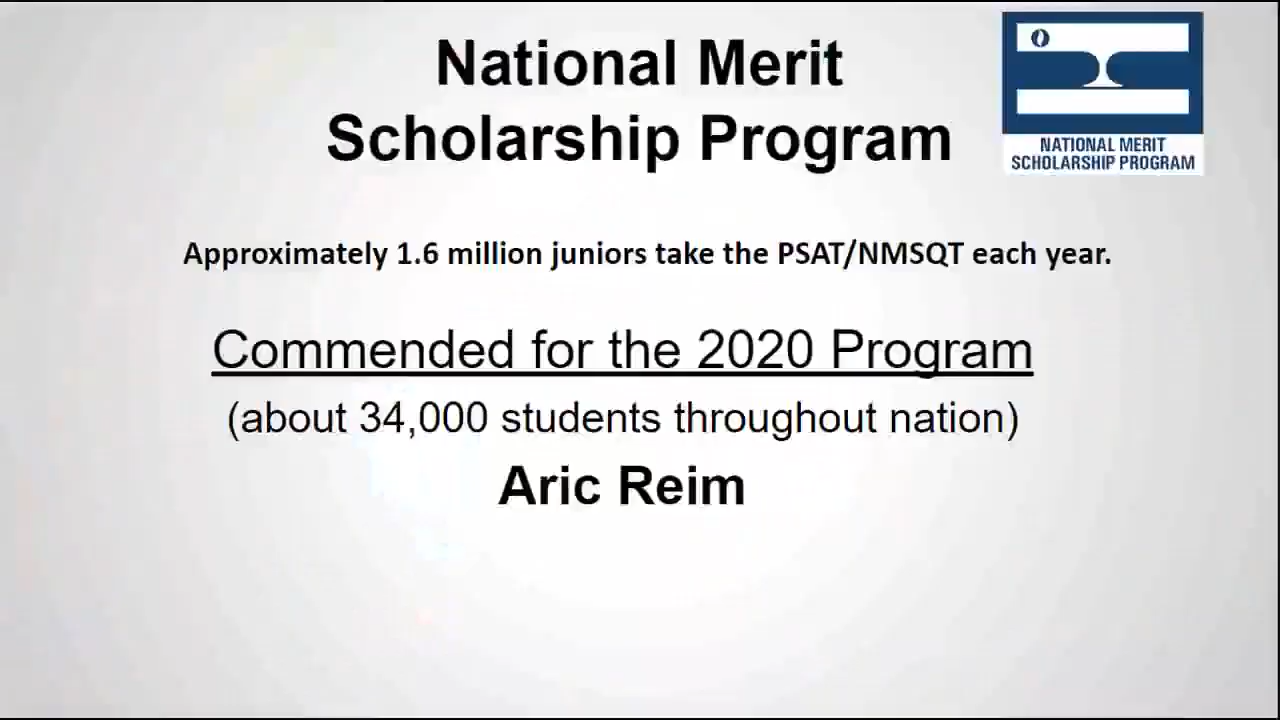 National Merit
Scholarship Program
NATIONAL MERIT
SCHOLARSHIP PROGRAM
Approximately 1.6 million juniors take the PSAT/NMSQT each year.
Commended for the 2020 Program
(about 34,000 students throughout nation)
Aric Reim